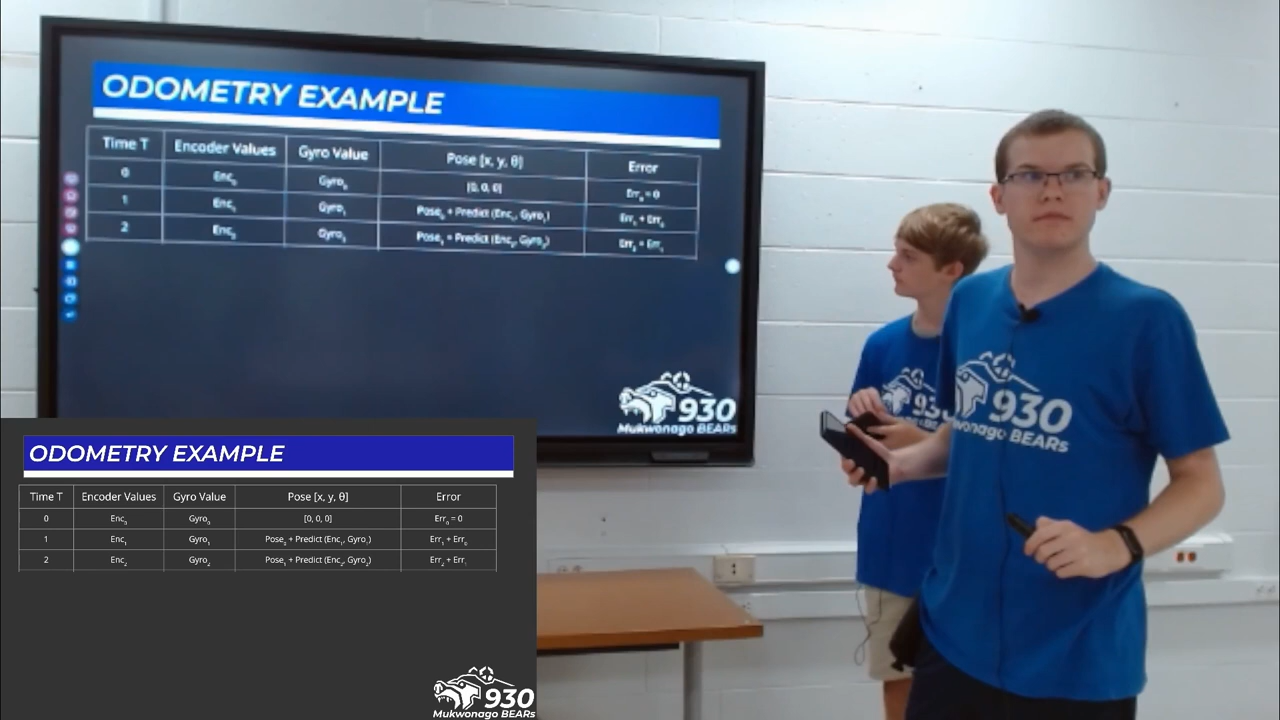 ODOMETRY EXAMPLE
Time T Encoder Values Gyro Value Pose [x, y, θ] Error
0 Enc₀ Gyro₀ [0, 0, 0] Err₀ = 0
1 Enc₁ Gyro₁ Pose₀ + Predict (Enc₁, Gyro₁) Err₁ + Err₀
2 Enc₂ Gyro₂ Pose₁ + Predict (Enc₂, Gyro₂) Err₂ + Err₁
930
Mukwonago BEARs
930
Mukwonago BEARs
930
ODOMETRY EXAMPLE
Time T Encoder Values Gyro Value Pose [x, y, θ] Error
0 Enc₀ Gyro₀ [0, 0, 0] Err₀ = 0
1 Enc₁ Gyro₁ Pose₀ + Predict (Enc₁, Gyro₁) Err₁ + Err₀
2 Enc₂ Gyro₂ Pose₁ + Predict (Enc₂, Gyro₂) Err₂ + Err₁
930
Mukwonago BEARs